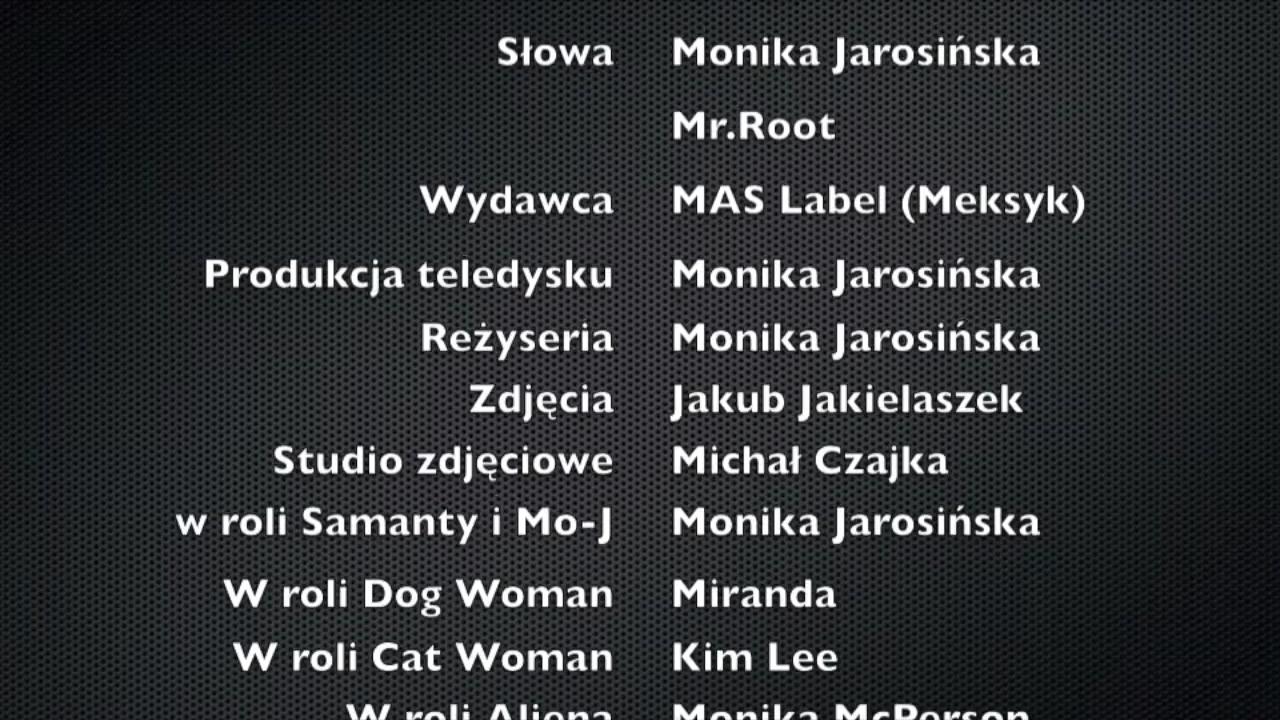 Słowa Monika Jarosińska
Mr.Root
Wydawca MAS Label (Meksyk)
Produkcja teledysku Monika Jarosińska
Reżyseria Monika Jarosińska
Zdjęcia Jakub Jakielaszek
Studio zdjęciowe Michał Czajka
w roli Samanty i Mo-J Monika Jarosińska
W roli Dog Woman Miranda
W roli Cat Woman Kim Lee
W roli Aliena Monika McPerson